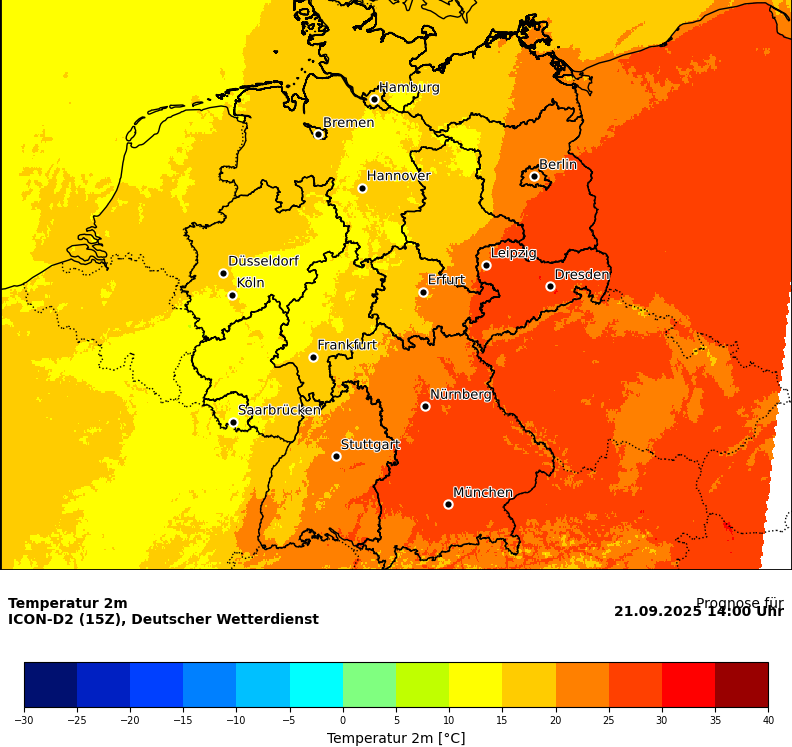 Hamburg
Bremen
Berlin
Hannover
Leipzig
Düsseldorf
Dresden
Köln
Erfurt
Frankfurt
Nürnberg
Saarbrücken
Stuttgart
München
Temperatur 2m
Prognose für
ICON-D2 (15Z), Deutscher Wetterdienst
21.09.2025 14:00 Uhr
−30 −25 −20 −15 −10 −5 0 5 10 15 20 25 30 35 40
Temperatur 2m [°C]